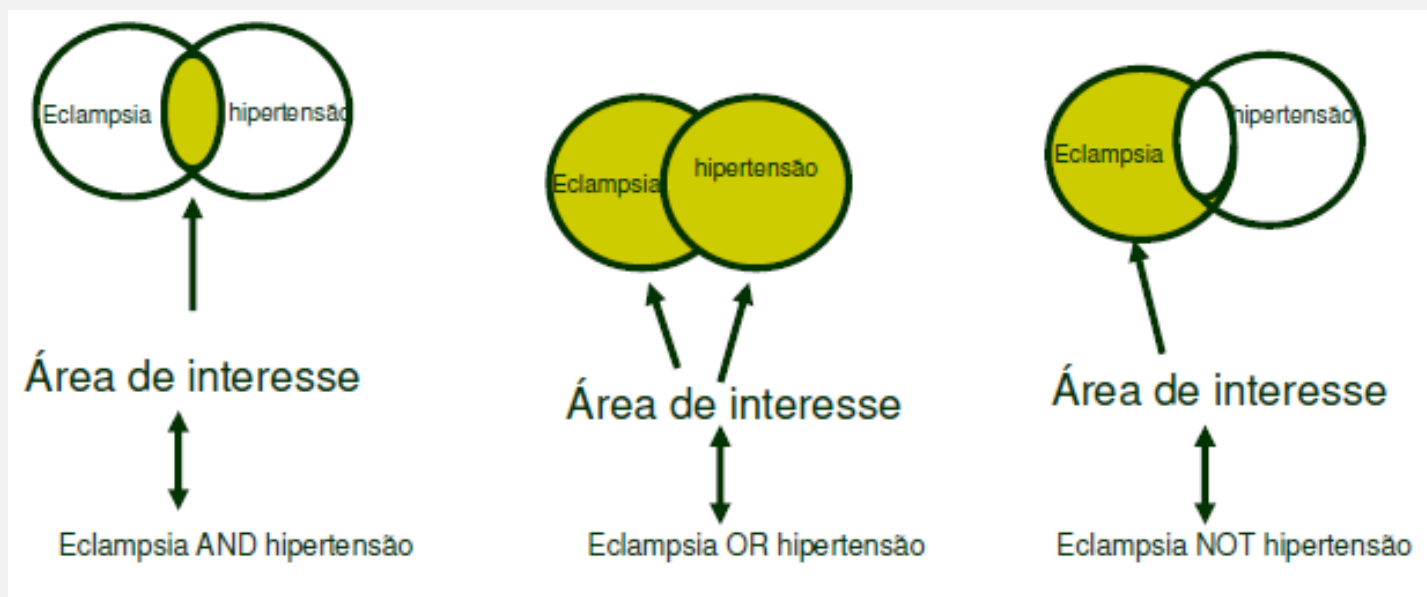 Eclampsia
hipertensão
Área de interesse
Eclampsia AND hipertensão
Eclampsia
hipertensão
Área de interesse
Eclampsia OR hipertensão
Eclampsia
hipertensão
Área de interesse
Eclampsia NOT hipertensão